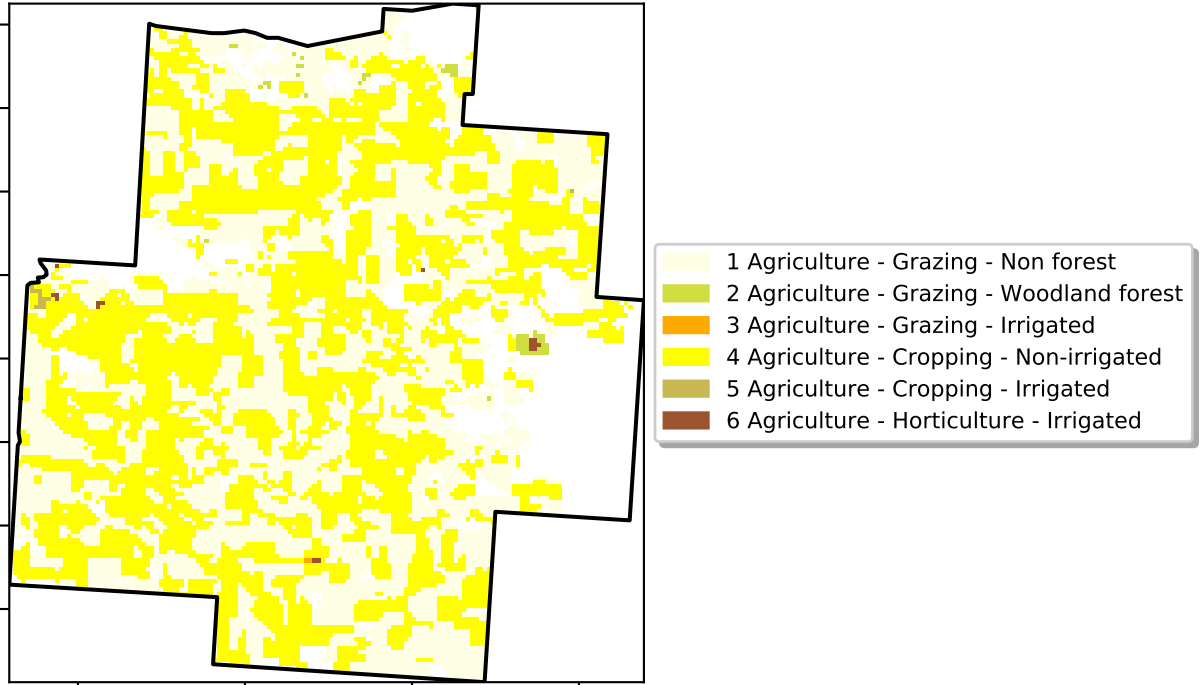 1 Agriculture - Grazing - Non forest
2 Agriculture - Grazing - Woodland forest
3 Agriculture - Grazing - Irrigated
4 Agriculture - Cropping - Non-irrigated
5 Agriculture - Cropping - Irrigated
6 Agriculture - Horticulture - Irrigated